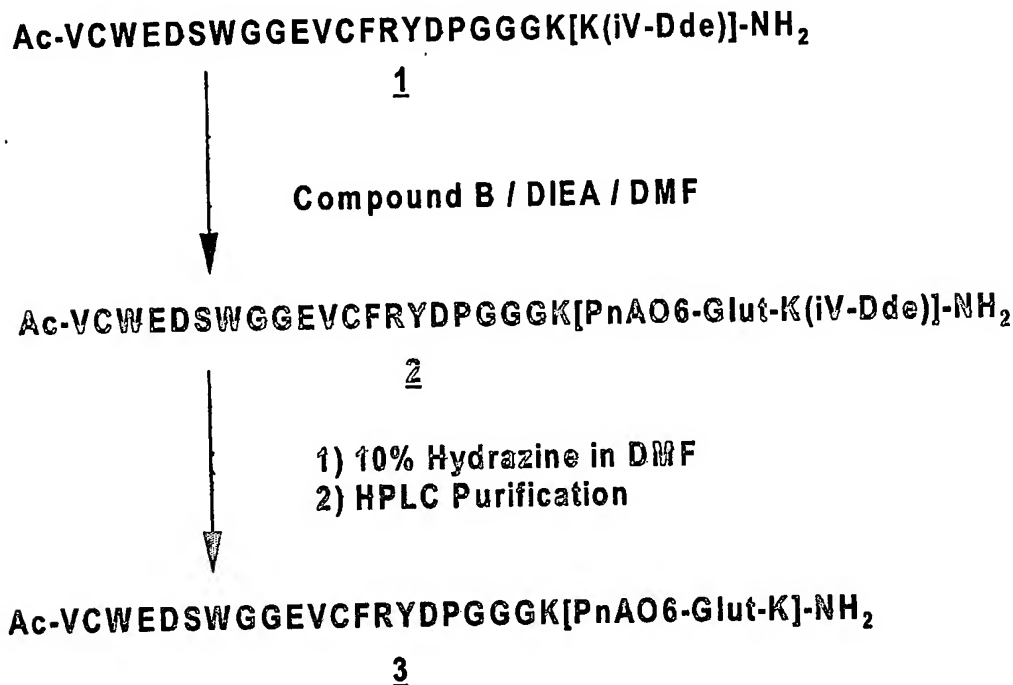 Ac-VCWEDSWGGEVCFRYDPGGGK[K(iV-Dde)]-NH2
1
Compound B / DIEA / DMF
Ac-VCWEDSWGGEVCFRYDPGGGK[PnAO6-Glut-K(iV-Dde)]-NH2
2
1) 10% Hydrazine in DMF
2) HPLC Purification
Ac-VCWEDSWGGEVCFRYDPGGGK[PnAO6-Glut-K]-NH2
3